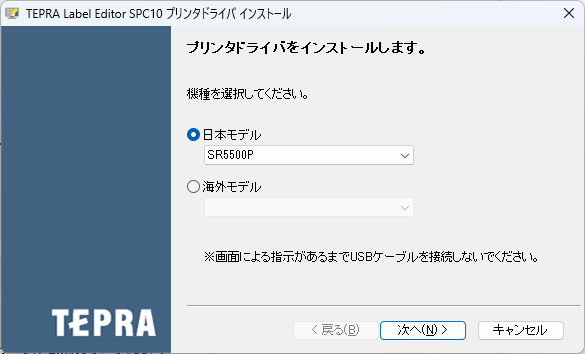 TEPRA Label Editor SPC10 プリンタドライバ インストール
プリンタドライバをインストールします。
機種を選択してください。
日本モデル
SR5500P
海外モデル
※画面による指示があるまでUSBケーブルを接続しないでください。
TEPRA
< 戻る(B)
次へ(N) >
キャンセル